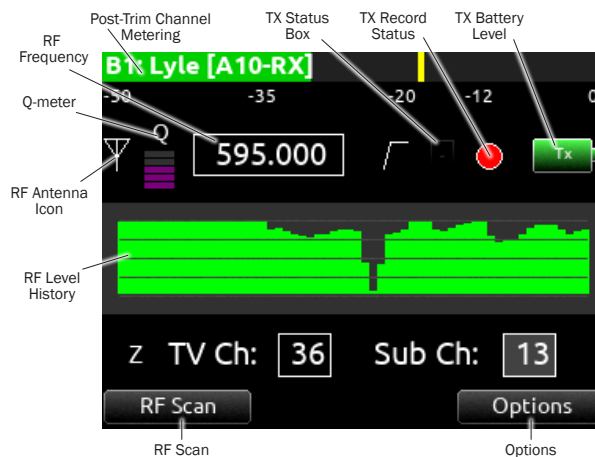 Post-Trim Channel
Metering
TX Status
Box
TX Record
Status
TX Battery
Level
RF
Frequency
B1: Lyle [A10-RX]
-50 -35 -20 -12 0
Q-meter
Q
595.000
-
Tx
RF Antenna
Icon
RF Level
History
Z TV Ch: 36 Sub Ch: 13
RF Scan Options
RF Scan
Options